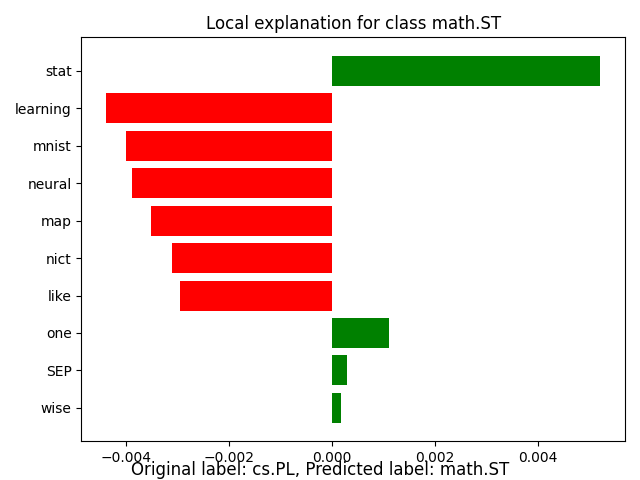 Local explanation for class math.ST
stat
learning
mnist
neural
map
nict
like
one
SEP
wise
−0.004 −0.002 0.000 0.002 0.004
Original label: cs.PL, Predicted label: math.ST